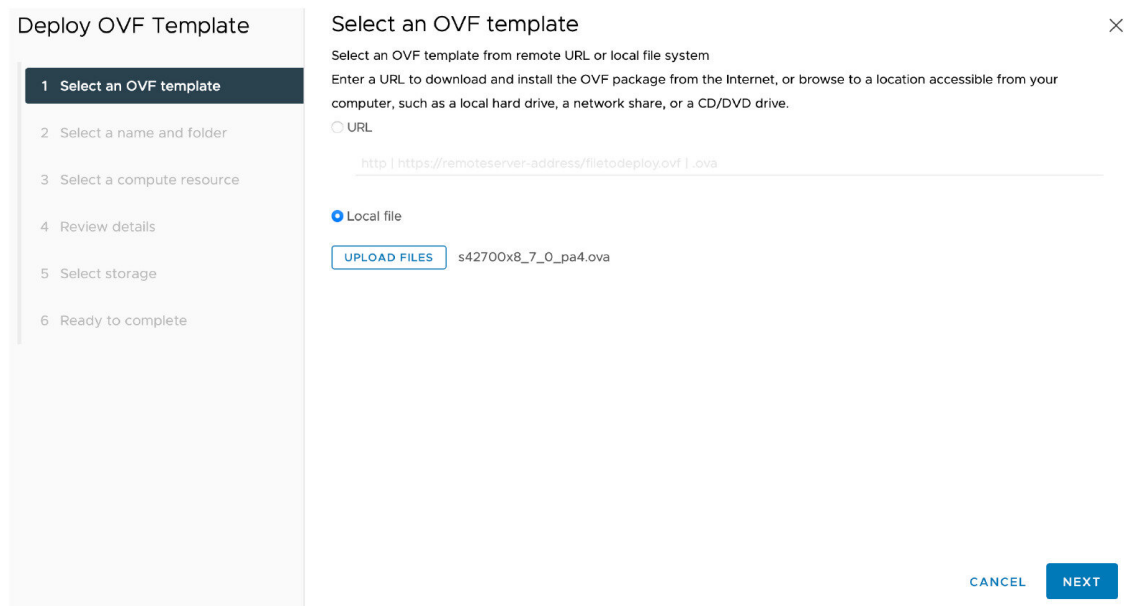 Deploy OVF Template
1 Select an OVF template
2 Select a name and folder
3 Select a compute resource
4 Review details
5 Select storage
6 Ready to complete
Select an OVF template
Select an OVF template from remote URL or local file system
Enter a URL to download and install the OVF package from the Internet, or browse to a location accessible from your
computer, such as a local hard drive, a network share, or a CD/DVD drive.
URL
http | https://remoteserver-address/filetodeploy.ovf | .ova
Local file
UPLOAD FILES s42700x8_7_0_pa4.ova
CANCEL NEXT